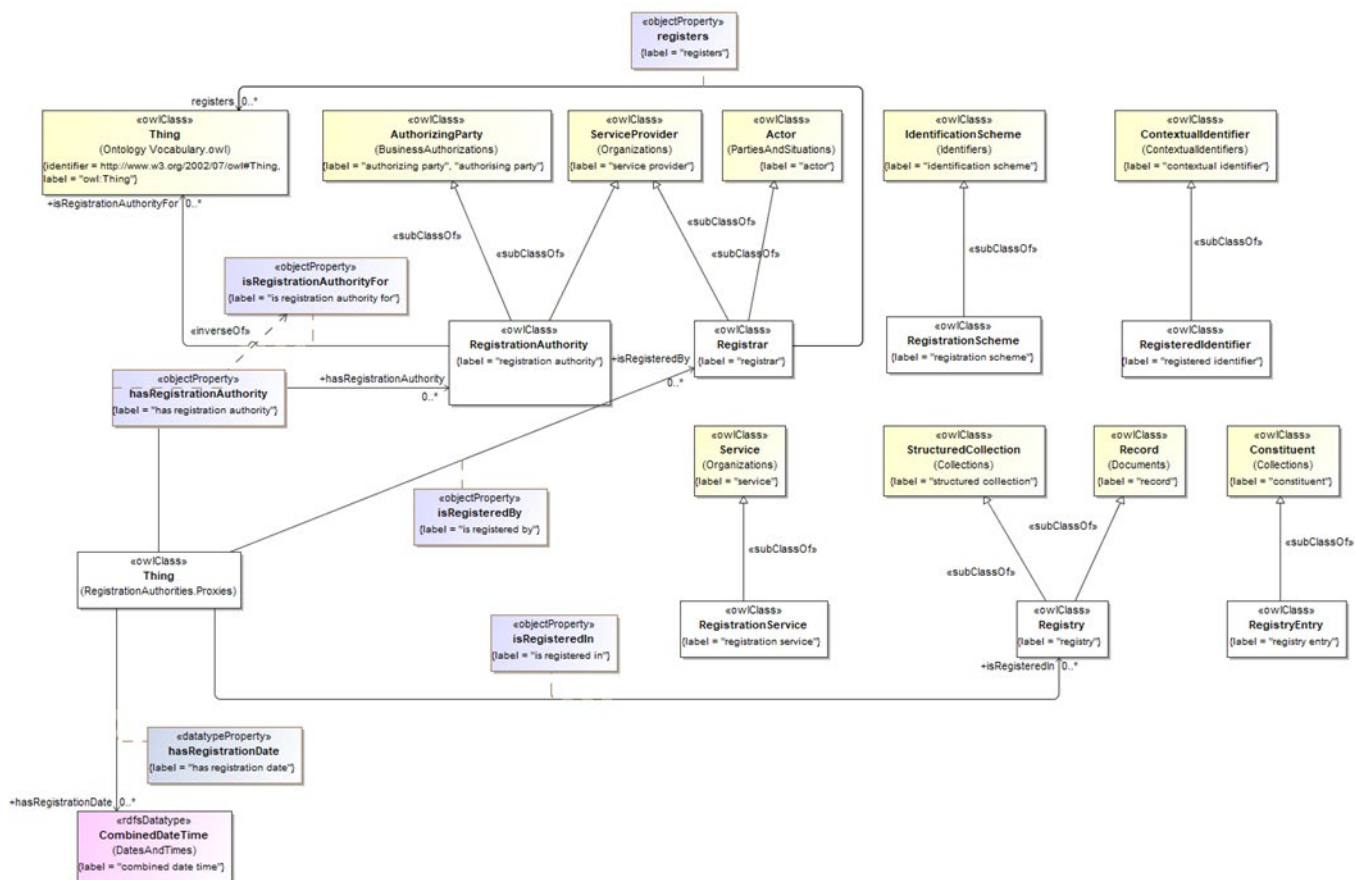 «objectProperty»
registers
{label = "registers"}
registers 0..*
«owlClass»
Thing
(Ontology Vocabulary.owl)
{identifier = http://www.w3.org/2002/07/owl#Thing,
label = "owl:Thing"}
«owlClass»
AuthorizingParty
(BusinessAuthorizations)
{label = "authorizing party", "authorising party"}
«owlClass»
ServiceProvider
(Organizations)
{label = "service provider"}
«owlClass»
Actor
(PartiesAndSituations)
{label = "actor"}
«owlClass»
IdentificationScheme
(Identifiers)
{label = "identification scheme"}
«owlClass»
ContextualIdentifier
(ContextualIdentifiers)
{label = "contextual identifier"}
+isRegistrationAuthorityFor 0..*
«subClassOf»
«subClassOf»
«subClassOf»
«subClassOf»
«subClassOf»
«subClassOf»
«objectProperty»
isRegistrationAuthorityFor
{label = "is registration authority for"}
«inverseOf»
«owlClass»
RegistrationAuthority
{label = "registration authority"}
+isRegisteredBy
0..*
«owlClass»
Registrar
{label = "registrar"}
«owlClass»
RegistrationScheme
{label = "registration scheme"}
«owlClass»
RegisteredIdentifier
{label = "registered identifier"}
«objectProperty»
hasRegistrationAuthority
{label = "has registration authority"}
+hasRegistrationAuthority
0..*
«owlClass»
Service
(Organizations)
{label = "service"}
«owlClass»
StructuredCollection
(Collections)
{label = "structured collection"}
«owlClass»
Record
(Documents)
{label = "record"}
«owlClass»
Constituent
(Collections)
{label = "constituent"}
«objectProperty»
isRegisteredBy
{label = "is registered by"}
«subClassOf»
«subClassOf»
«subClassOf»
«subClassOf»
«owlClass»
Thing
(RegistrationAuthorities.Proxies)
«objectProperty»
isRegisteredIn
{label = "is registered in"}
«owlClass»
RegistrationService
{label = "registration service"}
«owlClass»
Registry
{label = "registry"}
«owlClass»
RegistryEntry
{label = "registry entry"}
+isRegisteredIn 0..*
«datatypeProperty»
hasRegistrationDate
{label = "has registration date"}
+hasRegistrationDate 0..*
«rdfsDatatype»
CombinedDateTime
(DatesAndTimes)
{label = "combined date time"}